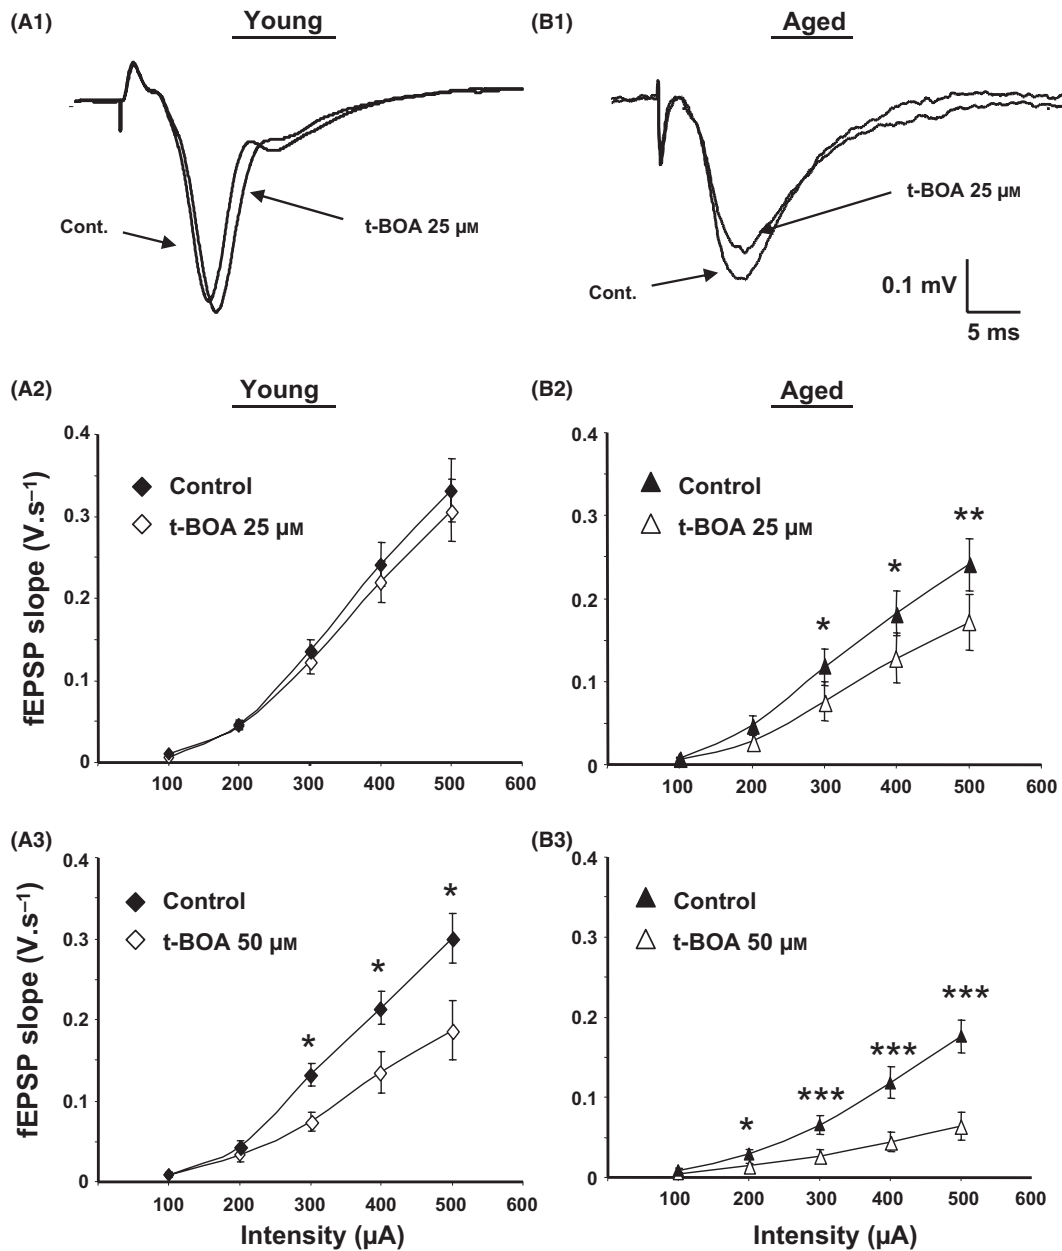 (A1)
Young
Cont.
t-BOA 25 µM
(B1)
Aged
t-BOA 25 µM
Cont.
0.1 mV
5 ms
(A2)
Young
fEPSP slope (V.s⁻¹)
0.4
0.3
0.2
0.1
0
Control
t-BOA 25 µM
100 200 300 400 500 600
(B2)
Aged
0.4
0.3
0.2
0.1
0
Control
t-BOA 25 µM
*
*
**
100 200 300 400 500 600
(A3)
fEPSP slope (V.s⁻¹)
0.4
0.3
0.2
0.1
0
Control
t-BOA 50 µM
*
*
*
100 200 300 400 500 600
Intensity (µA)
(B3)
0.4
0.3
0.2
0.1
0
Control
t-BOA 50 µM
*
***
***
***
100 200 300 400 500 600
Intensity (µA)